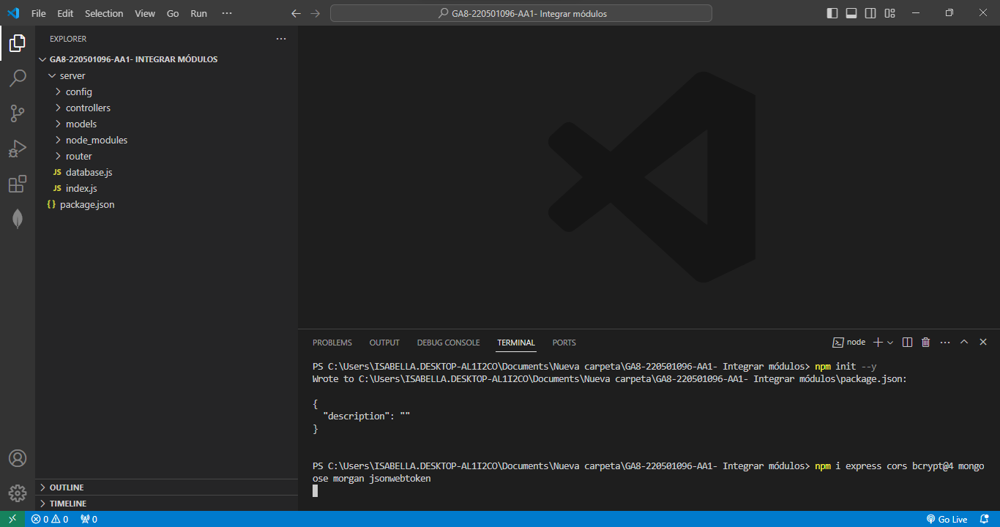 File Edit Selection View Go Run ···
GA8-220501096-AA1- Integrar módulos
EXPLORER
GA8-220501096-AA1- INTEGRAR MÓDULOS
server
config
controllers
models
node_modules
router
JS database.js
JS index.js
{} package.json
OUTLINE
TIMELINE
PROBLEMS OUTPUT DEBUG CONSOLE TERMINAL PORTS
node
PS C:\Users\ISABELLA.DESKTOP-AL1I2CO\Documents\Nueva carpeta\GA8-220501096-AA1- Integrar módulos> npm init --y
Wrote to C:\Users\ISABELLA.DESKTOP-AL1I2CO\Documents\Nueva carpeta\GA8-220501096-AA1- Integrar módulos\package.json:
{
"description": ""
}
PS C:\Users\ISABELLA.DESKTOP-AL1I2CO\Documents\Nueva carpeta\GA8-220501096-AA1- Integrar módulos> npm i express cors bcrypt@4 mongo
ose morgan jsonwebtoken
0 0 0
Go Live